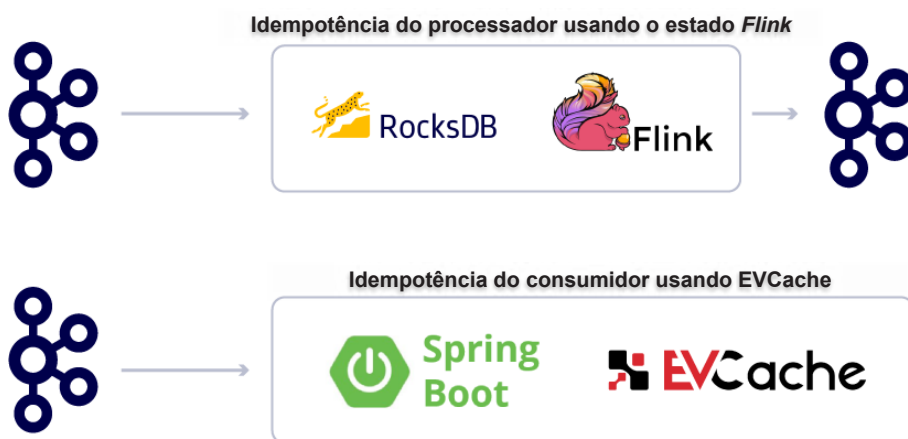 Idempotência do processador usando o estado Flink
RocksDB
Flink
Idempotência do consumidor usando EVCache
Spring
Boot
EVCache